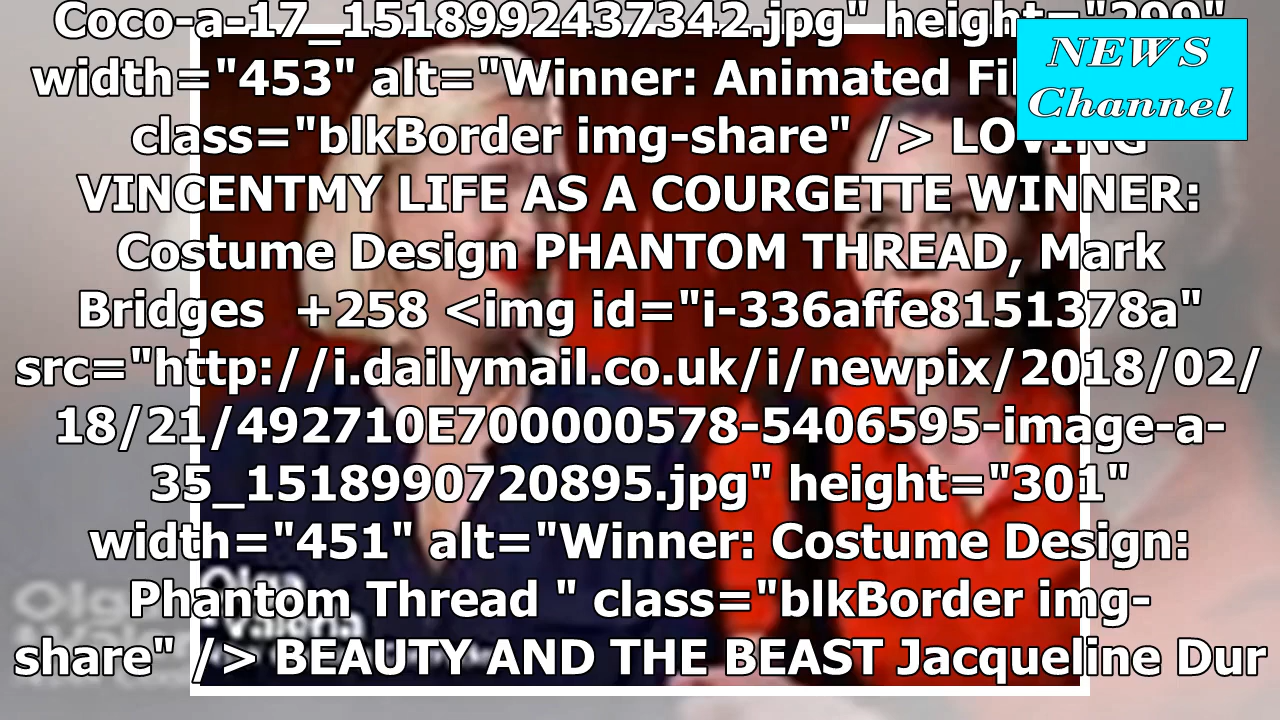 Coco-a-17_1518992437342.jpg" height="299"
width="453" alt="Winner: Animated
class="blkBorder img-share" /> LOVING
VINCENTMY LIFE AS A COURGETTE WINNER:
Costume Design PHANTOM THREAD, Mark
Bridges  +258 <img id="i-336affe8151378a"
src="http://i.dailymail.co.uk/i/newpix/2018/02/
18/21/492710E700000578-5406595-image-a-
35_1518990720895.jpg" height="301"
width="451" alt="Winner: Costume Design:
Phantom Thread " class="blkBorder img-
share" /> BEAUTY AND THE BEAST Jacqueline Dur
NEWS
Channel
Olga